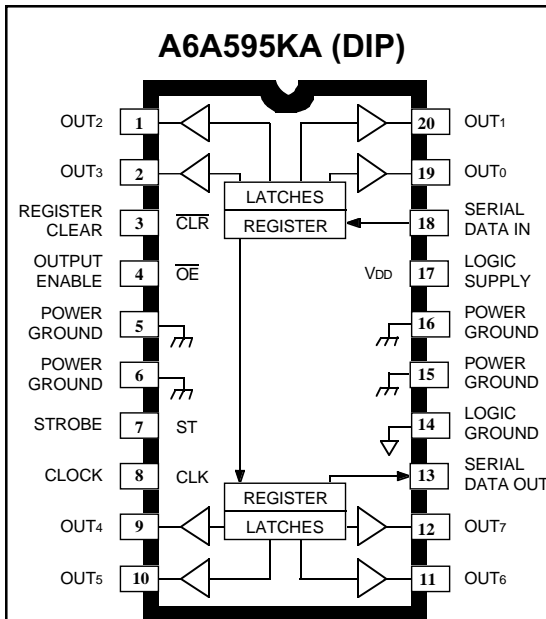 A6A595KA (DIP)
OUT2 1
20 OUT1
OUT3 2
19 OUT0
LATCHES
REGISTER
REGISTER
CLEAR
3 CLR
18 SERIAL
DATA IN
OUTPUT
ENABLE
4 OE
VDD 17 LOGIC
SUPPLY
POWER
GROUND
5
16 POWER
GROUND
POWER
GROUND
6
15 POWER
GROUND
STROBE 7 ST
14 LOGIC
GROUND
CLOCK 8 CLK
13 SERIAL
DATA OUT
REGISTER
LATCHES
OUT4 9
12 OUT7
OUT5 10
11 OUT6